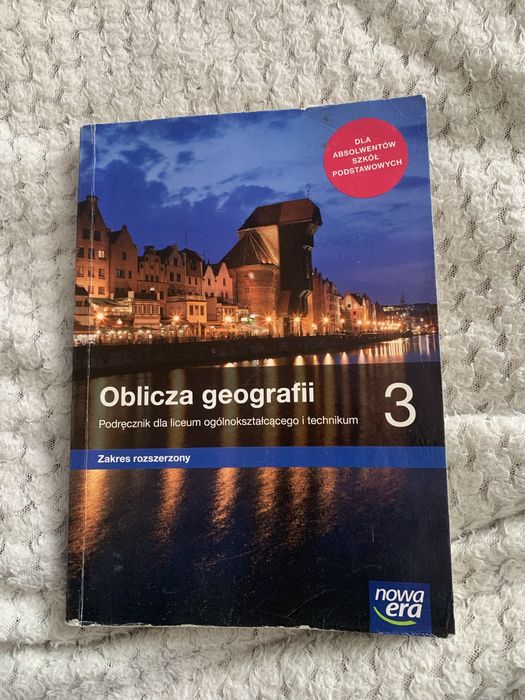 DLA
ABSOLWENTÓW
SZKÓŁ
PODSTAWOWYCH
Oblicza geografii 3
Podręcznik dla liceum ogólnokształcącego i technikum
Zakres rozszerzony
nowa
era